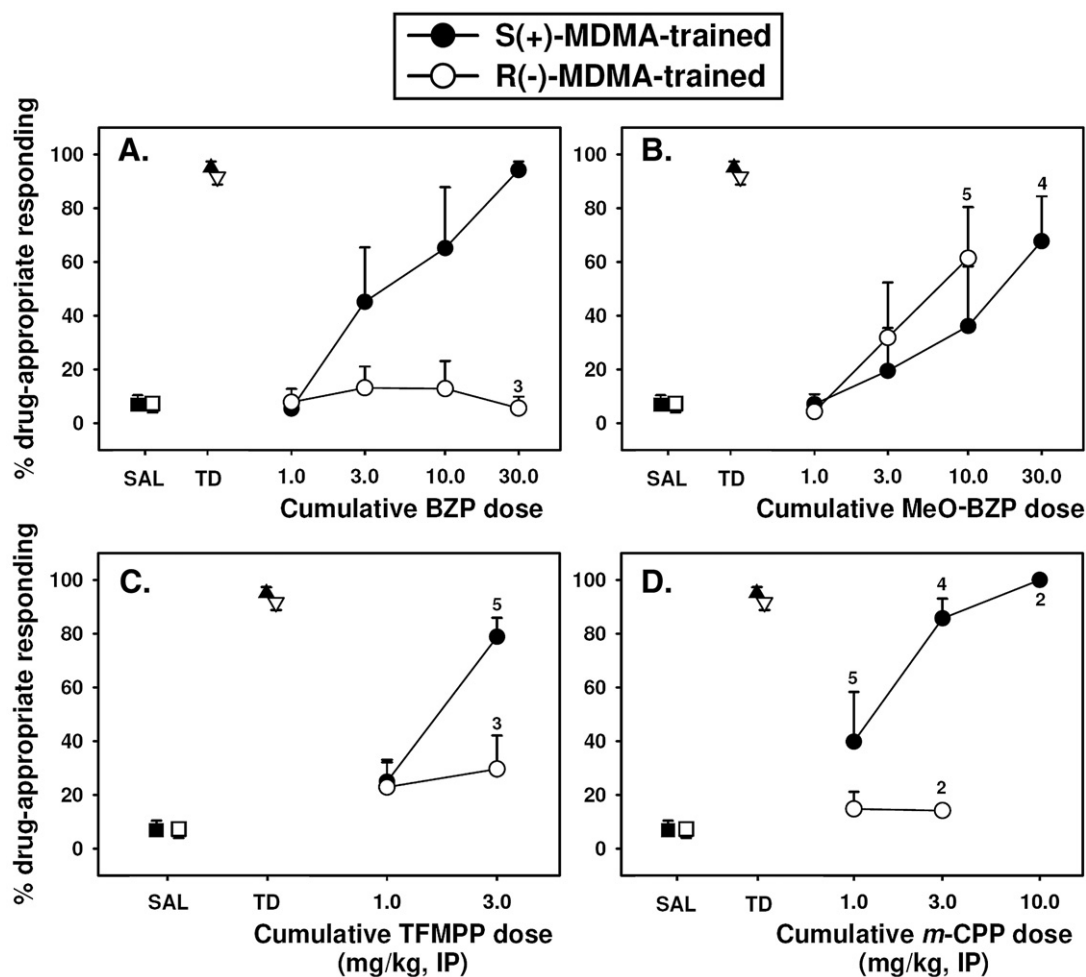 S(+)-MDMA-trained
R(-)-MDMA-trained
% drug-appropriate responding
A.
100
80
60
40
20
0
3
SAL TD 1.0 3.0 10.0 30.0
Cumulative BZP dose
B.
100
80
60
40
20
0
5
4
SAL TD 1.0 3.0 10.0 30.0
Cumulative MeO-BZP dose
% drug-appropriate responding
C.
100
80
60
40
20
0
5
3
SAL TD 1.0 3.0
Cumulative TFMPP dose
(mg/kg, IP)
D.
100
80
60
40
20
0
5
4
2
2
SAL TD 1.0 3.0 10.0
Cumulative m-CPP dose
(mg/kg, IP)